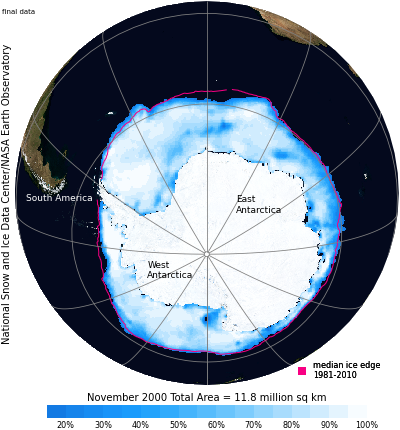 final data
National Snow and Ice Data Center/NASA Earth Observatory
South America
East
Antarctica
West
Antarctica
median ice edge
1981-2010
November 2000 Total Area = 11.8 million sq km
20% 30% 40% 50% 60% 70% 80% 90% 100%